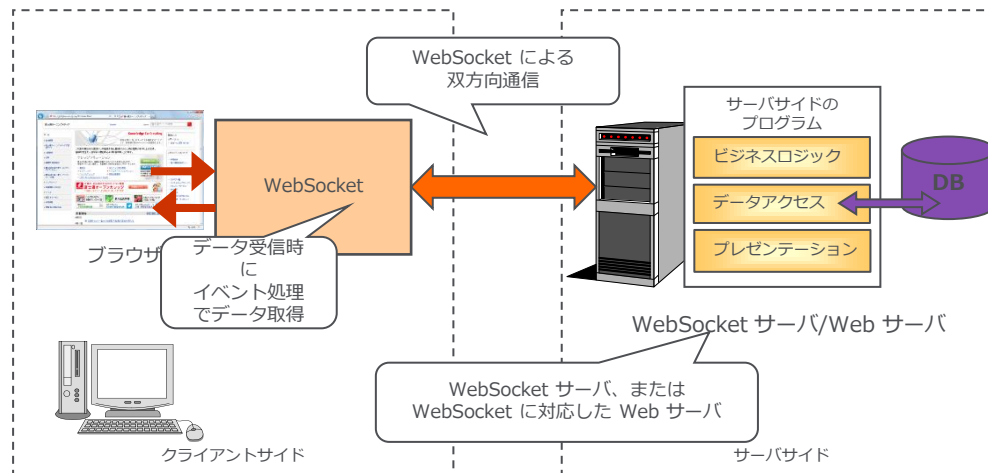 WebSocket による
双方向通信
サーバサイドの
プログラム
ビジネスロジック
データアクセス
プレゼンテーション
DB
WebSocket
ブラウザ
データ受信時
に
イベント処理
でデータ取得
WebSocket サーバ/Web サーバ
WebSocket サーバ、または
WebSocket に対応した Web サーバ
クライアントサイド
サーバサイド